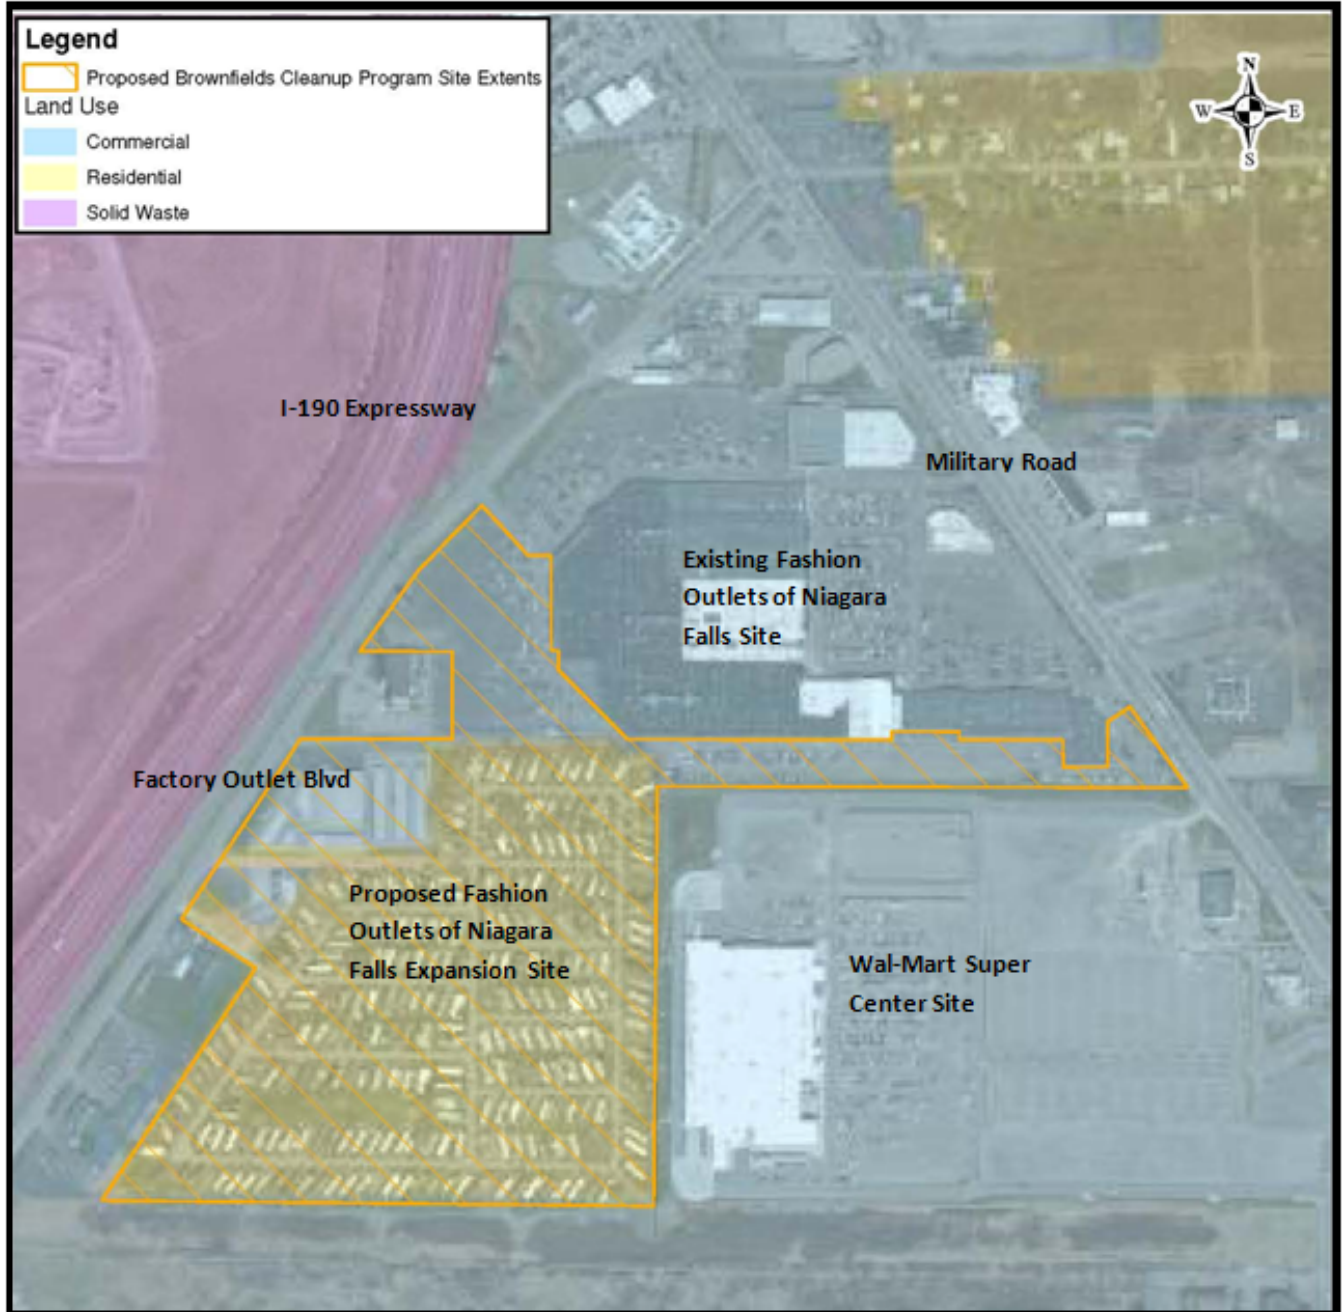 Legend
Proposed Brownfields Cleanup Program Site Extents
Land Use
Commercial
Residential
Solid Waste
N
W E
S
I-190 Expressway
Military Road
Existing Fashion
Outlets of Niagara
Falls Site
Factory Outlet Blvd
Proposed Fashion
Outlets of Niagara
Falls Expansion Site
Wal-Mart Super
Center Site